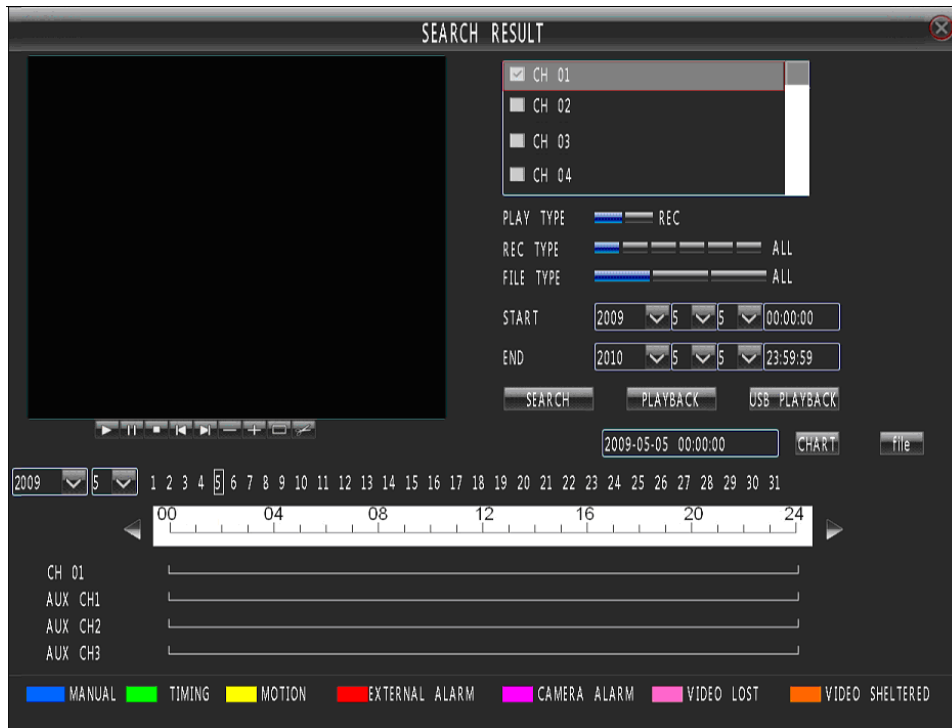 SEARCH RESULT
CH 01
CH 02
CH 03
CH 04
PLAY TYPE REC
REC TYPE ALL
FILE TYPE ALL
START 2009 5 5 00:00:00
END 2010 5 5 23:59:59
SEARCH PLAYBACK USB PLAYBACK
2009-05-05 00:00:00 CHART file
2009 5 1 2 3 4 5 6 7 8 9 10 11 12 13 14 15 16 17 18 19 20 21 22 23 24 25 26 27 28 29 30 31
00 04 08 12 16 20 24
CH 01
AUX CH1
AUX CH2
AUX CH3
MANUAL TIMING MOTION EXTERNAL ALARM CAMERA ALARM VIDEO LOST VIDEO SHELTERED